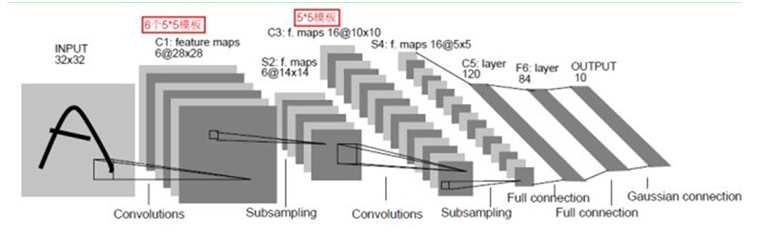 6个5*5模板
5*5模板
INPUT
32x32
C1: feature maps
6@28x28
S2: f. maps
6@14x14
C3: f. maps 16@10x10
S4: f. maps 16@5x5
C5: layer
120
F6: layer
84
OUTPUT
10
Convolutions
Subsampling
Convolutions
Subsampling
Full connection
Full connection
Gaussian connection